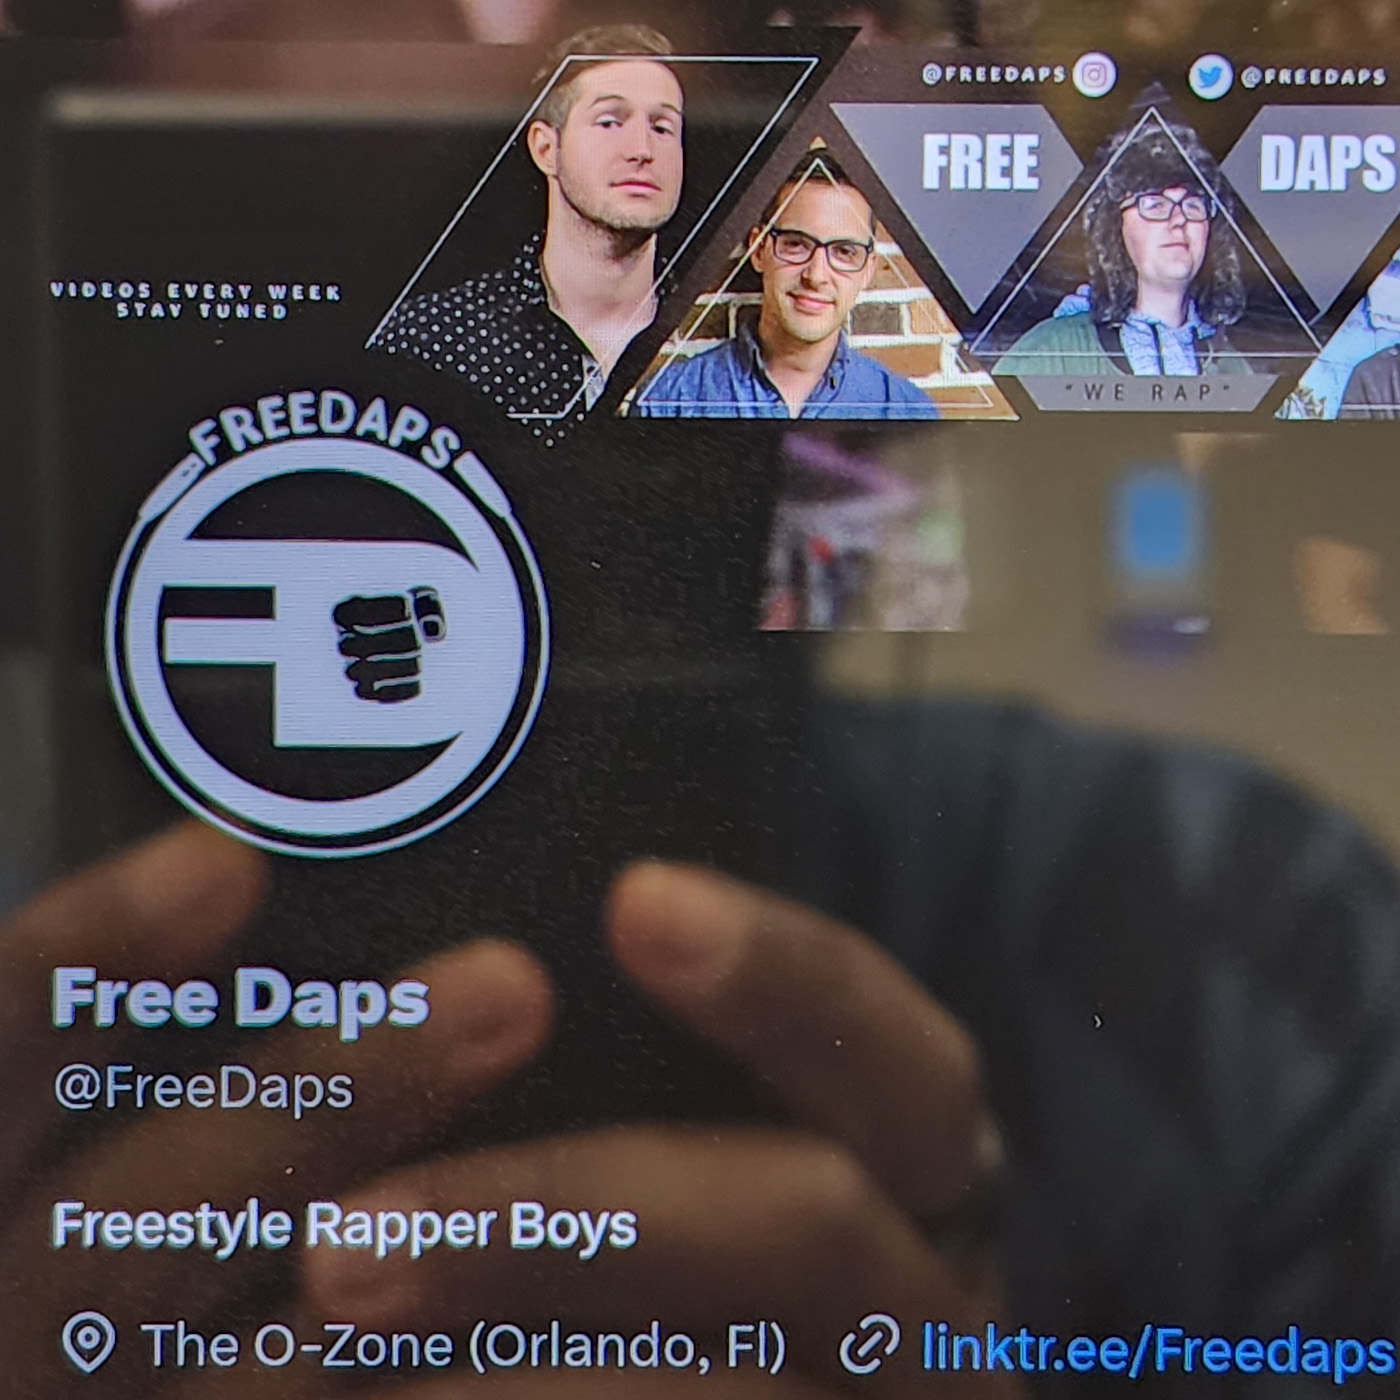 @FREEDAPS
@FREEDAPS
FREE
DAPS
VIDEOS EVERY WEEK
STAY TUNED
"WE RAP"
FREEDAPS
Free Daps
@FreeDaps
Freestyle Rapper Boys
The O-Zone (Orlando, Fl)
linktr.ee/Freedaps